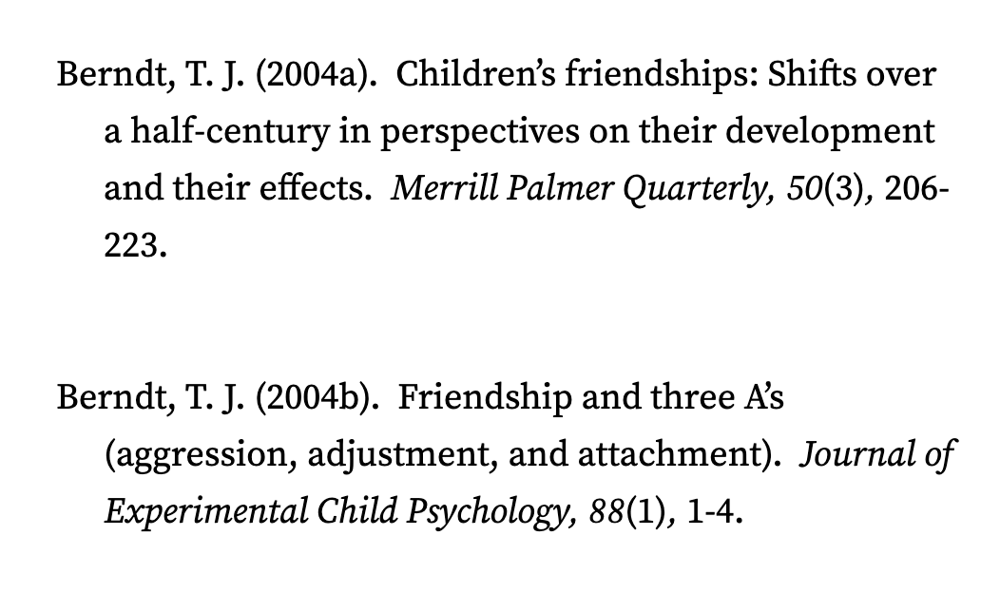 Berndt, T. J. (2004a).  Children’s friendships: Shifts over
a half-century in perspectives on their development
and their effects.  Merrill Palmer Quarterly, 50(3), 206-
223.
Berndt, T. J. (2004b).  Friendship and three A’s
(aggression, adjustment, and attachment).  Journal of
Experimental Child Psychology, 88(1), 1-4.